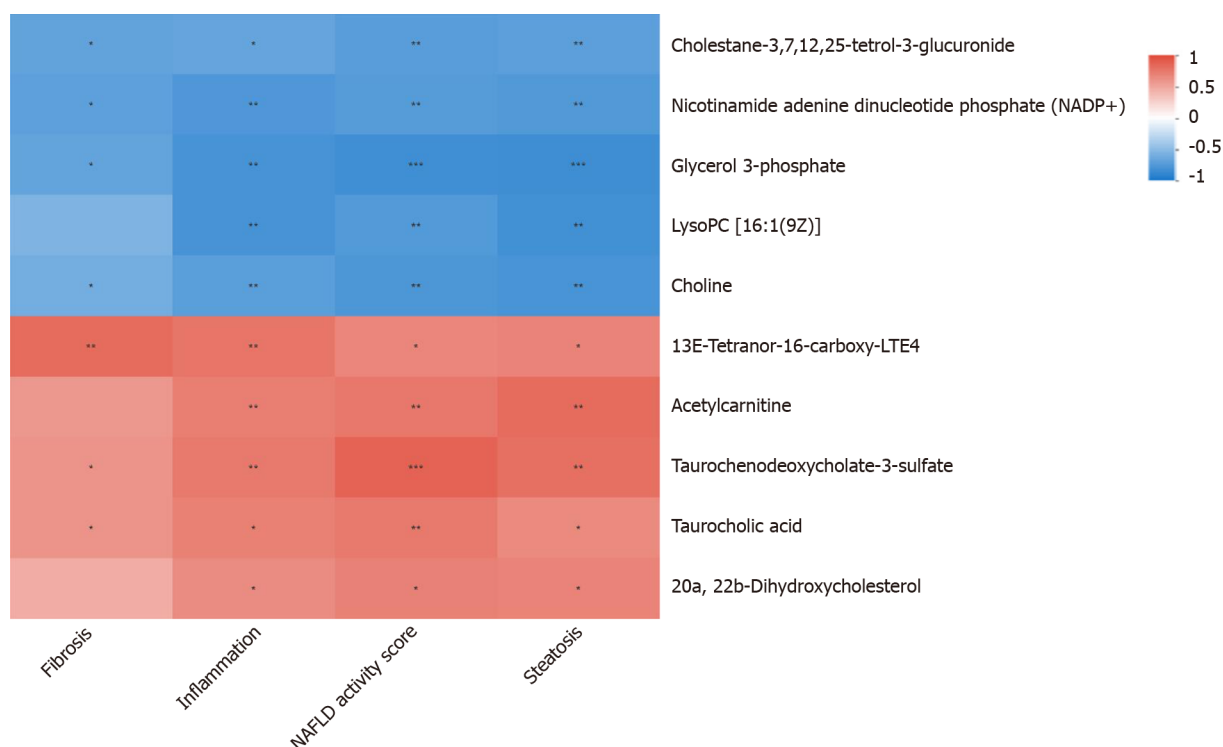 * * ** ** Cholestane-3,7,12,25-tetrol-3-glucuronide
* ** ** ** Nicotinamide adenine dinucleotide phosphate (NADP+)
* ** *** *** Glycerol 3-phosphate
** ** ** LysoPC [16:1(9Z)]
* ** ** ** Choline
** ** * * 13E-Tetranor-16-carboxy-LTE4
** ** ** Acetylcarnitine
* ** *** ** Taurochenodeoxycholate-3-sulfate
* * ** * Taurocholic acid
* * * 20a, 22b-Dihydroxycholesterol
Fibrosis
Inflammation
NAFLD activity score
Steatosis
1
0.5
0
-0.5
-1